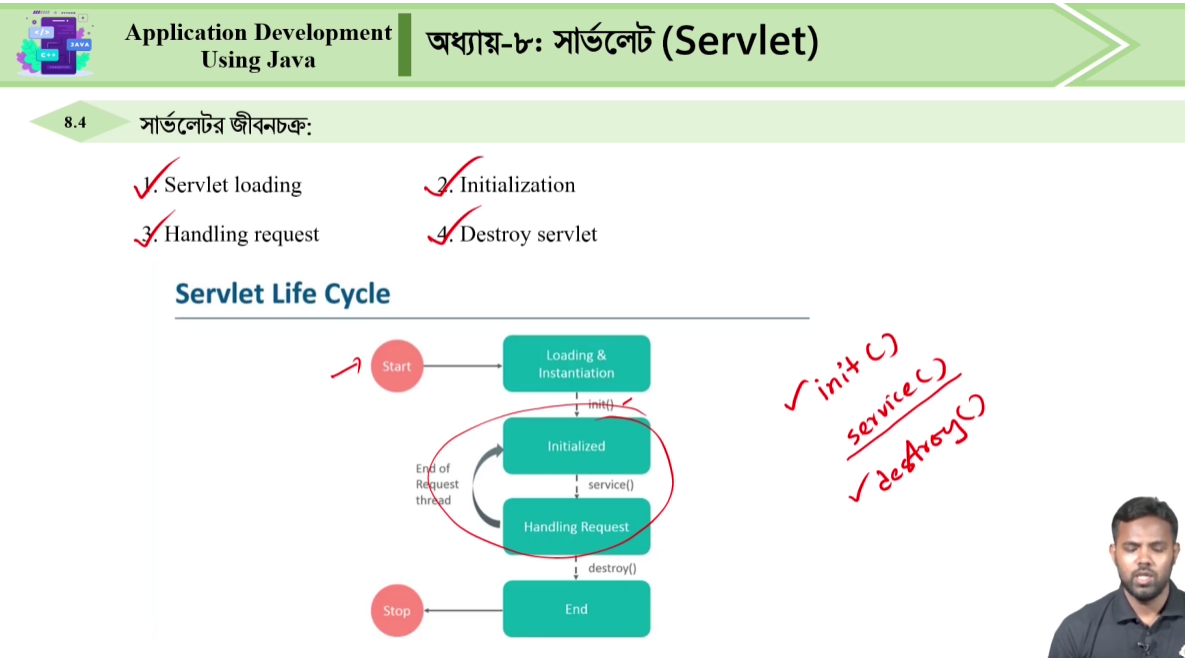 </>
JAVA
C++
Application Development
Using Java
অধ্যায়-৮: সার্ভলেট (Servlet)
8.4
সার্ভলেটর জীবনচক্র:
1. Servlet loading
2. Initialization
3. Handling request
4. Destroy servlet
Servlet Life Cycle
Start
Loading &
Instantiation
init()
Initialized
End of
Request
thread
service()
Handling Request
destroy()
Stop
End
init()
service()
destroy()